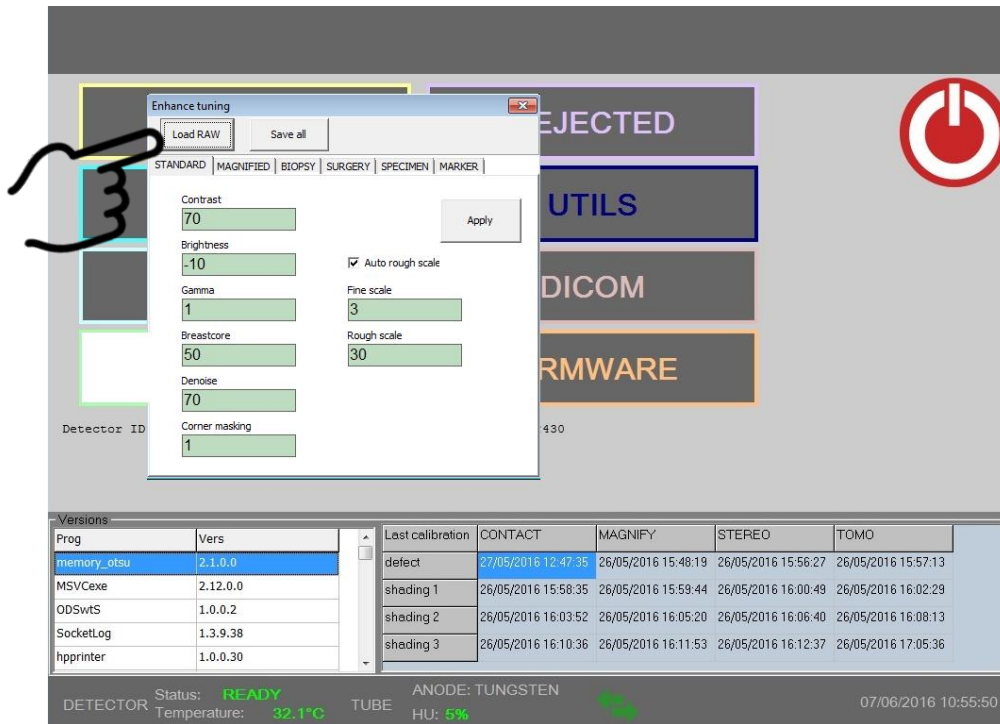 Enhance tuning
Load RAW Save all
STANDARD MAGNIFIED BIOPSY SURGERY SPECIMEN MARKER
Contrast
70
Apply
Brightness
-10
Auto rough scale
Gamma
1
Fine scale
3
Breastcore
50
Rough scale
30
Denoise
70
Corner masking
1
EJECTED
UTILS
DICOM
RMWARE
Detector ID
430
Versions
Prog Vers
memory_otsu 2.1.0.0
MSVCexe 2.12.0.0
ODSwtS 1.0.0.2
SocketLog 1.3.9.38
hpprinter 1.0.0.30
Last calibration CONTACT MAGNIFY STEREO TOMO
defect 27/05/2016 12:47:35 26/05/2016 15:48:19 26/05/2016 15:56:27 26/05/2016 15:57:13
shading 1 26/05/2016 15:58:35 26/05/2016 15:59:44 26/05/2016 16:00:49 26/05/2016 16:02:29
shading 2 26/05/2016 16:03:52 26/05/2016 16:05:20 26/05/2016 16:06:40 26/05/2016 16:08:13
shading 3 26/05/2016 16:10:36 26/05/2016 16:11:53 26/05/2016 16:12:37 26/05/2016 17:05:36
DETECTOR
Status: READY
Temperature: 32.1°C
TUBE
ANODE: TUNGSTEN
HU: 5%
07/06/2016 10:55:50